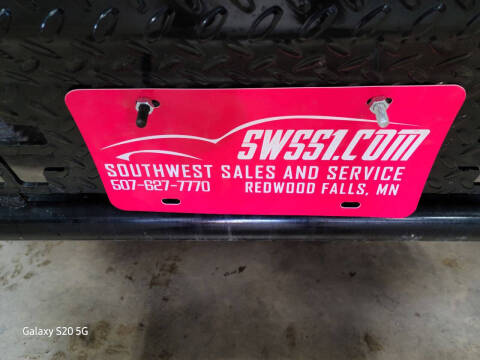 SWSS1.COM
SOUTHWEST SALES AND SERVICE
507-627-7770 REDWOOD FALLS, MN
Galaxy S20 5G